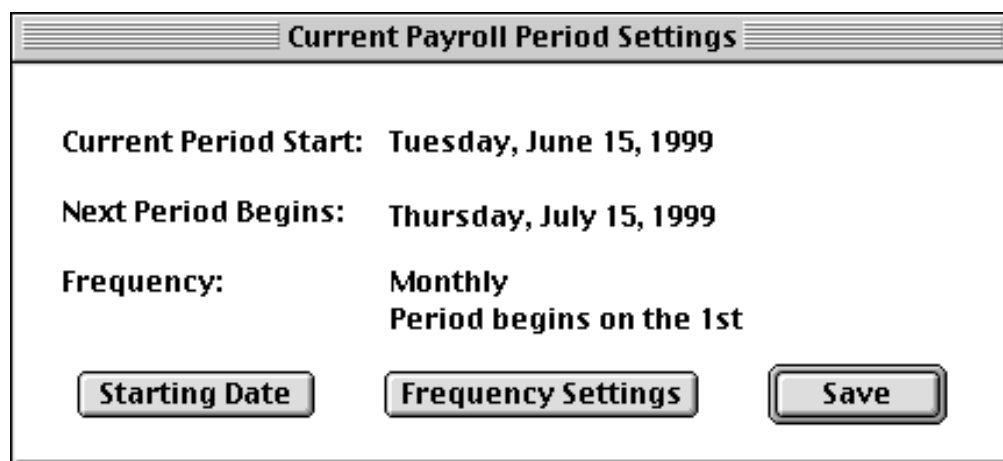 Current Payroll Period Settings
Current Period Start: Tuesday, June 15, 1999
Next Period Begins: Thursday, July 15, 1999
Frequency: Monthly
Period begins on the 1st
Starting Date Frequency Settings Save